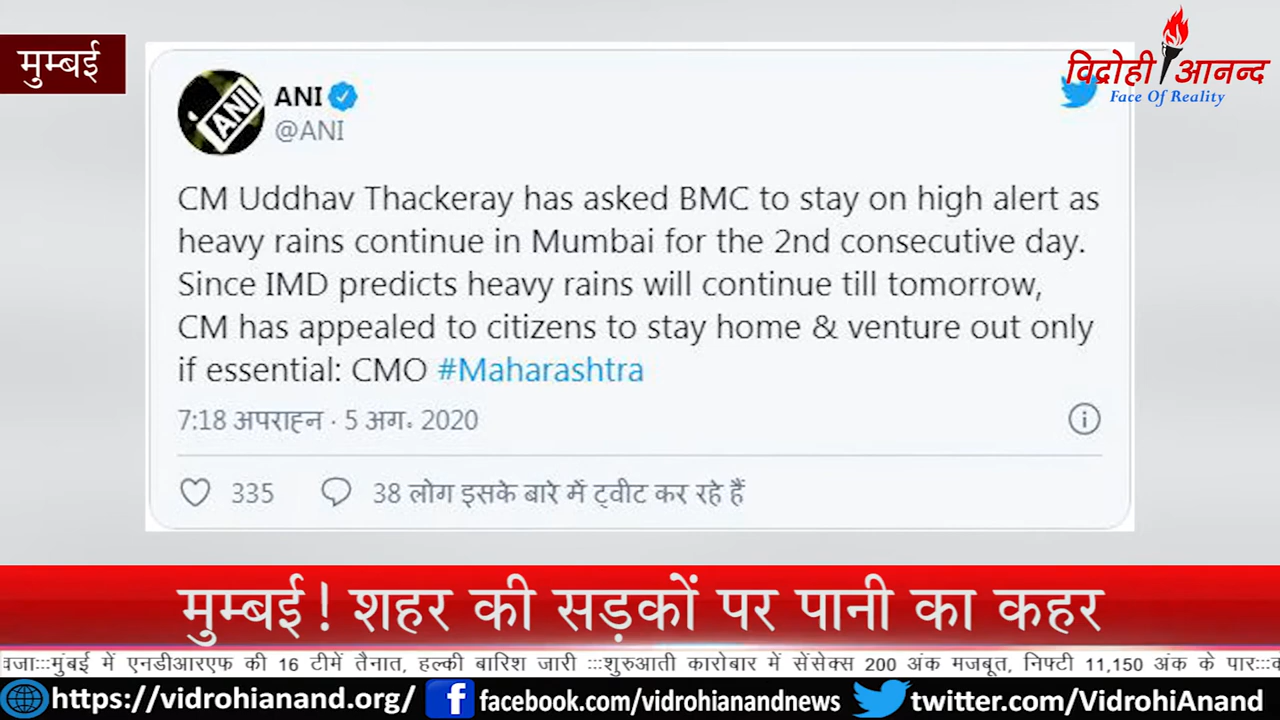 मुम्बई
विद्रोही आनन्द
Face Of Reality
ANI
ANI
@ANI
CM Uddhav Thackeray has asked BMC to stay on high alert as
heavy rains continue in Mumbai for the 2nd consecutive day.
Since IMD predicts heavy rains will continue till tomorrow,
CM has appealed to citizens to stay home & venture out only
if essential: CMO #Maharashtra
7:18 अपराह्न · 5 अग॰ 2020
335 38 लोग इसके बारे में ट्वीट कर रहे हैं
मुम्बई! शहर की सड़कों पर पानी का कहर
वजा:::मुंबई में एनडीआरएफ की 16 टीमें तैनात, हल्की बारिश जारी :::शुरुआती कारोबार में सेंसेक्स 200 अंक मजबूत, निफ्टी 11,150 अंक के पार:::
https://vidrohianand.org/ facebook.com/vidrohianandnews twitter.com/VidrohiAnand